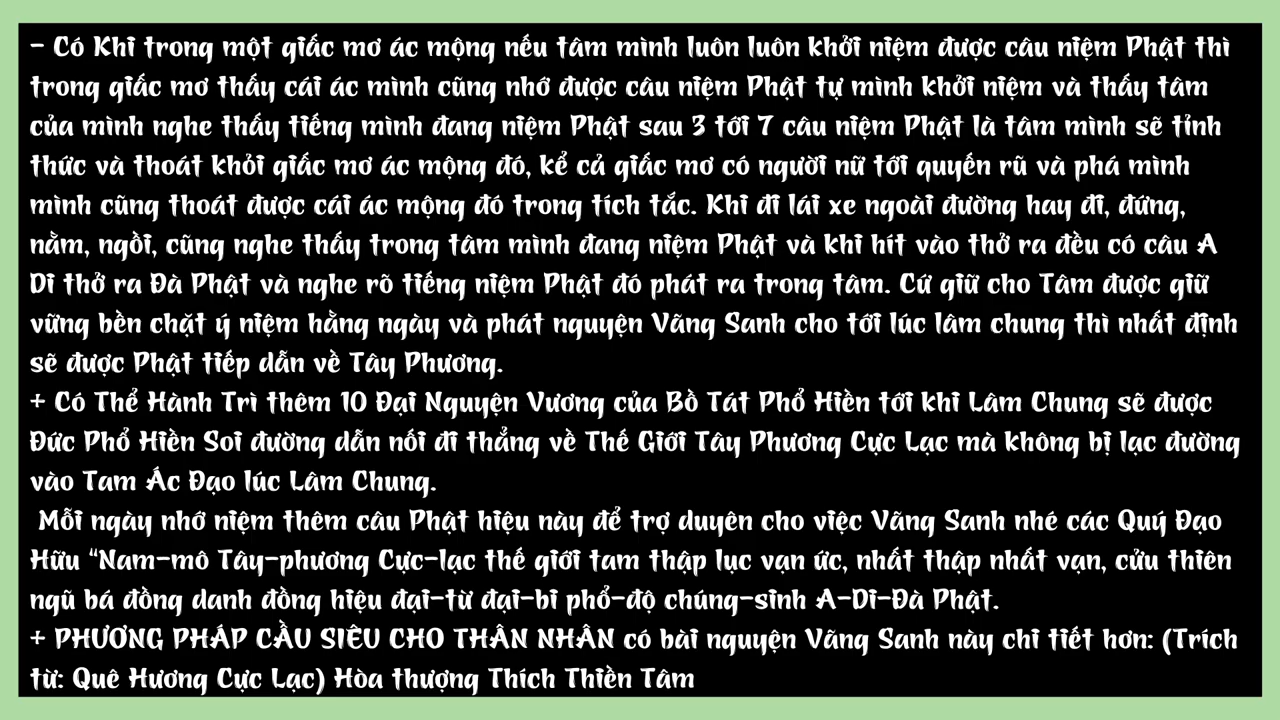 - Có Khi trong một giấc mơ ác mộng nếu tâm mình luôn luôn khởi niệm được câu niệm Phật thì
trong giấc mơ thấy cái ác mình cũng nhớ được câu niệm Phật tự mình khởi niệm và thấy tâm
của mình nghe thấy tiếng mình đang niệm Phật sau 3 tới 7 câu niệm Phật là tâm mình sẽ tỉnh
thức và thoát khỏi giấc mơ ác mộng đó, kể cả giấc mơ có người nữ tới quyến rũ và phá mình
mình cũng thoát được cái ác mộng đó trong tích tắc. Khi đi lái xe ngoài đường hay đi, đứng,
nằm, ngồi, cũng nghe thấy trong tâm mình đang niệm Phật và khi hít vào thở ra đều có câu A
Di thở ra Đà Phật và nghe rõ tiếng niệm Phật đó phát ra trong tâm. Cứ giữ cho Tâm được giữ
vững bền chặt ý niệm hằng ngày và phát nguyện Vãng Sanh cho tới lúc lâm chung thì nhất định
sẽ được Phật tiếp dẫn về Tây Phương.
+ Có Thể Hành Trì thêm 10 Đại Nguyện Vương của Bồ Tát Phổ Hiền tới khi Lâm Chung sẽ được
Đức Phổ Hiền Soi đường dẫn nối đi thẳng về Thế Giới Tây Phương Cực Lạc mà không bị lạc đường
vào Tam Ác Đạo lúc Lâm Chung.
Mỗi ngày nhớ niệm thêm câu Phật hiệu này để trợ duyên cho việc Vãng Sanh nhé các Quý Đạo
Hữu “Nam-mô Tây-phương Cực-lạc thế giới tam thập lục vạn ức, nhất thập nhất vạn, cửu thiên
ngũ bá đồng danh đồng hiệu đại-từ đại-bi phổ-độ chúng-sinh A-Di-Đà Phật.
+ PHƯƠNG PHÁP CẦU SIÊU CHO THÂN NHÂN có bài nguyện Vãng Sanh này chi tiết hơn: (Trích
từ: Quê Hương Cực Lạc) Hòa thượng Thích Thiền Tâm